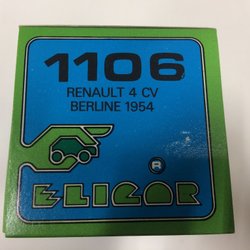 1106
RENAULT 4 CV
BERLINE 1954
®
ELIGOR